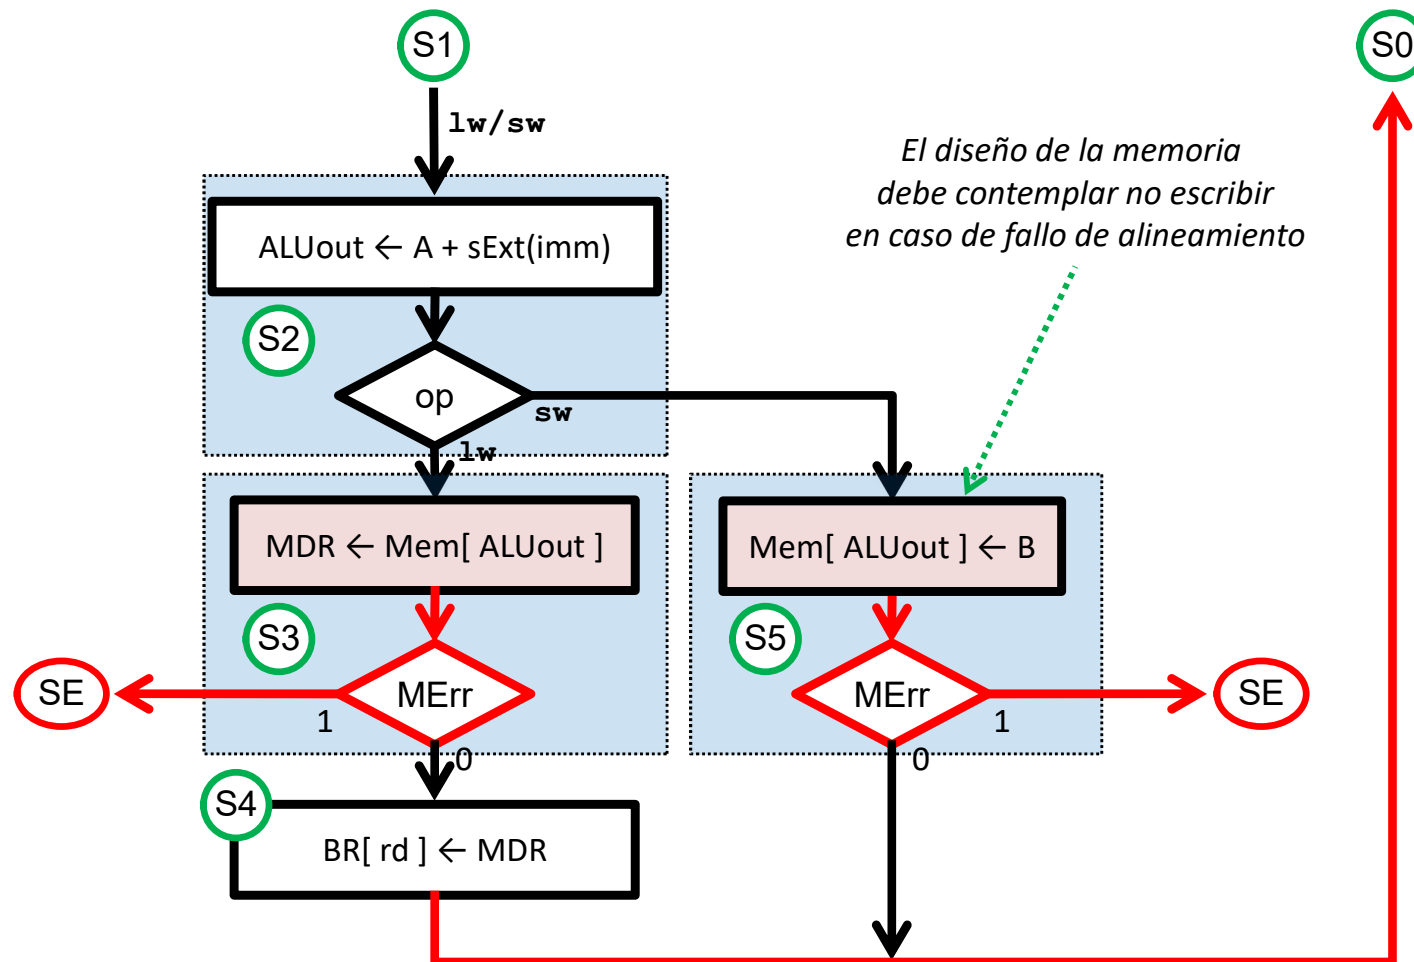 S1
S0
lw/sw
El diseño de la memoria
debe contemplar no escribir
en caso de fallo de alineamiento
ALUout ← A + sExt(imm)
S2
op
sw
lw
MDR ← Mem[ ALUout ]
Mem[ ALUout ] ← B
S3
S5
SE
MErr
MErr
SE
1
1
0
0
S4
BR[ rd ] ← MDR